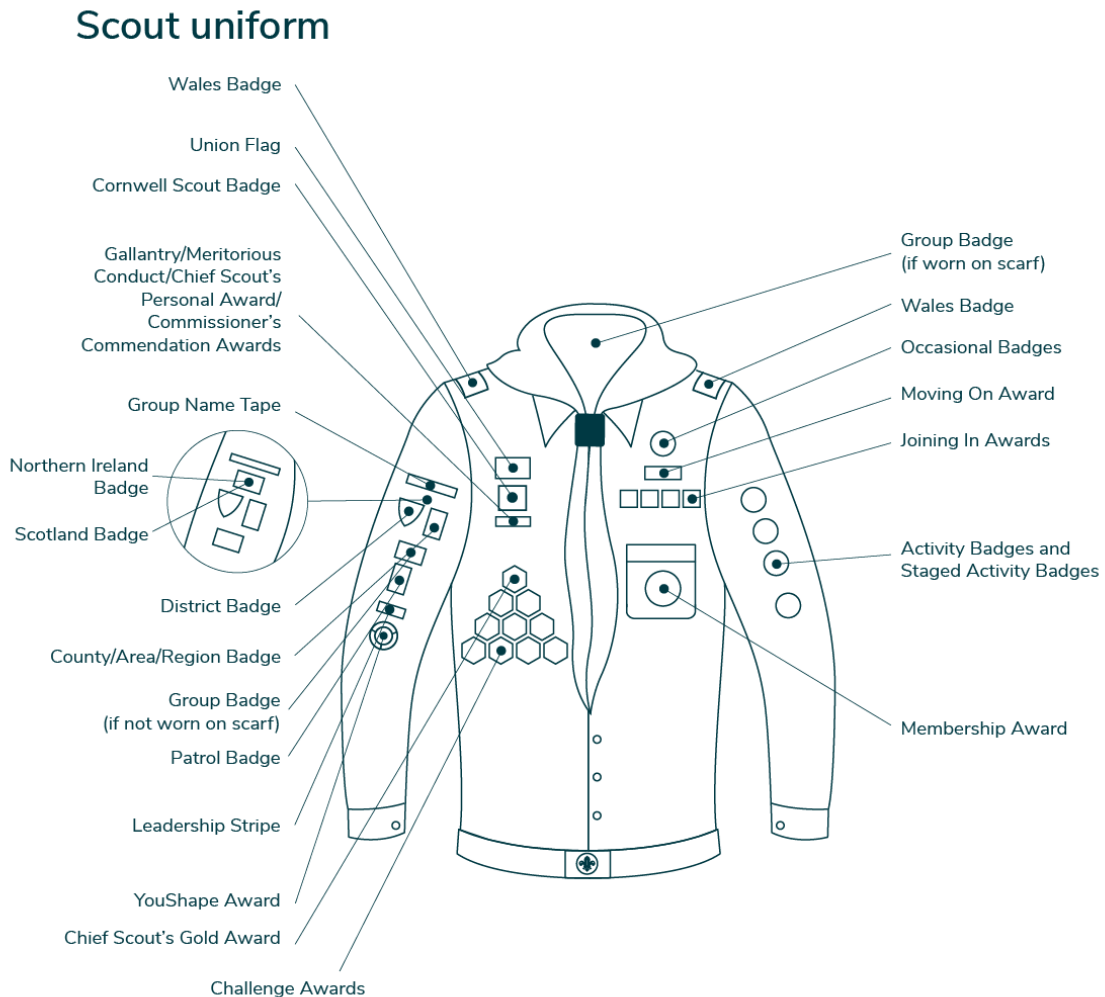 Scout uniform
Wales Badge
Union Flag
Cornwell Scout Badge
Gallantry/Meritorious
Conduct/Chief Scout's
Personal Award/
Commissioner's
Commendation Awards
Group Name Tape
Northern Ireland
Badge
Scotland Badge
District Badge
County/Area/Region Badge
Group Badge
(if not worn on scarf)
Patrol Badge
Leadership Stripe
YouShape Award
Chief Scout's Gold Award
Challenge Awards
Group Badge
(if worn on scarf)
Wales Badge
Occasional Badges
Moving On Award
Joining In Awards
Activity Badges and
Staged Activity Badges
Membership Award